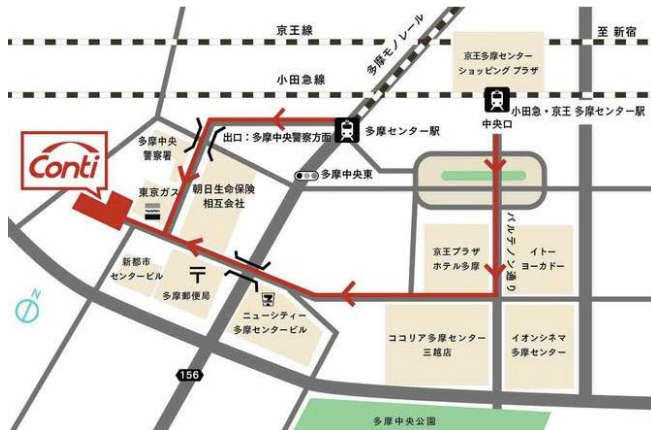 京王線
至 新宿
多摩モノレール
京王多摩センター
ショッピング プラザ
小田急線
小田急・京王 多摩センター駅
中央口
出口：多摩中央警察方面
多摩センター駅
多摩中央
警察署
Conti
多摩中央東
東京ガス
朝日生命保険
相互会社
パルテノン通り
京王プラザ
ホテル多摩
イトー
ヨーカドー
新都市
センタービル
多摩郵便局
N
ニューシティー
多摩センタービル
ココリア多摩センター
三越店
イオンシネマ
多摩センター
156
多摩中央公園